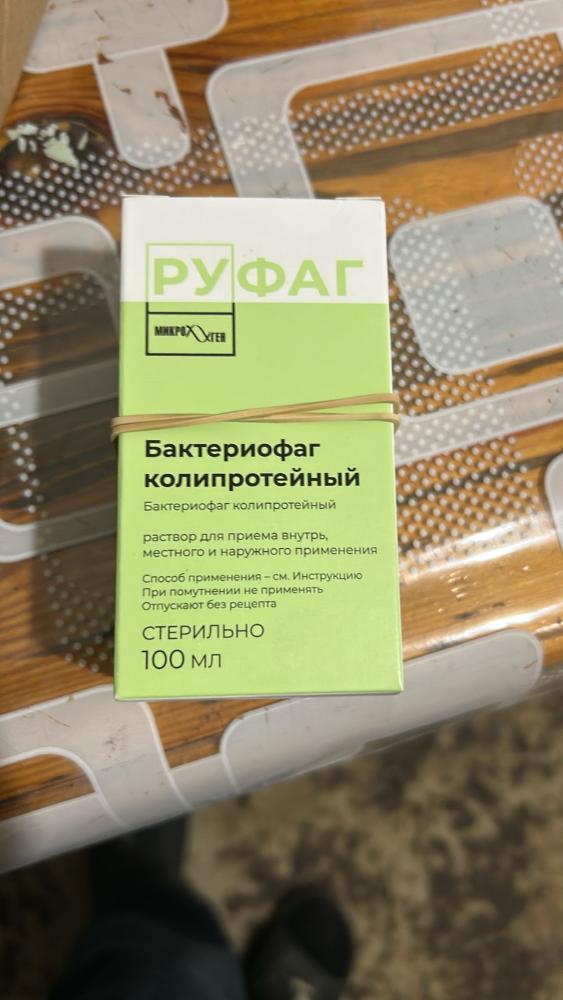 РУФАГ
МИКРОГЕН
Бактериофаг
колипротейный
Бактериофаг колипротейный
раствор для приема внутрь,
местного и наружного применения
Способ применения – см. Инструкцию
При помутнении не применять
Отпускают без рецепта
СТЕРИЛЬНО
100 мл